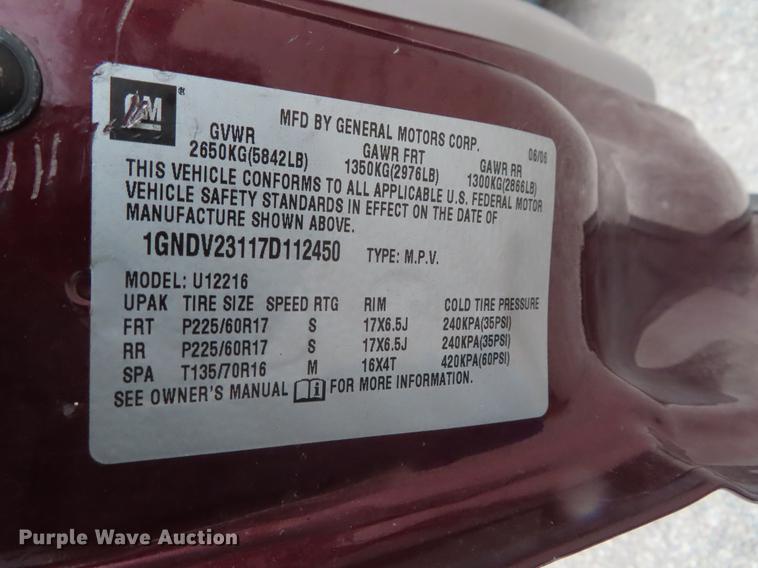 GM®
MFD BY GENERAL MOTORS CORP. 06/06
GVWR GAWR FRT GAWR RR
2650KG(5842LB) 1350KG(2976LB) 1300KG(2866LB)
THIS VEHICLE CONFORMS TO ALL APPLICABLE U.S. FEDERAL MOTOR
VEHICLE SAFETY STANDARDS IN EFFECT ON THE DATE OF
MANUFACTURE SHOWN ABOVE.
1GNDV23117D112450 TYPE: M.P.V.
MODEL: U12216
UPAK TIRE SIZE SPEED RTG RIM COLD TIRE PRESSURE
FRT P225/60R17 S 17X6.5J 240KPA(35PSI)
RR P225/60R17 S 17X6.5J 240KPA(35PSI)
SPA T135/70R16 M 16X4T 420KPA(60PSI)
SEE OWNER'S MANUAL i FOR MORE INFORMATION.
Purple Wave Auction
purplewave.com